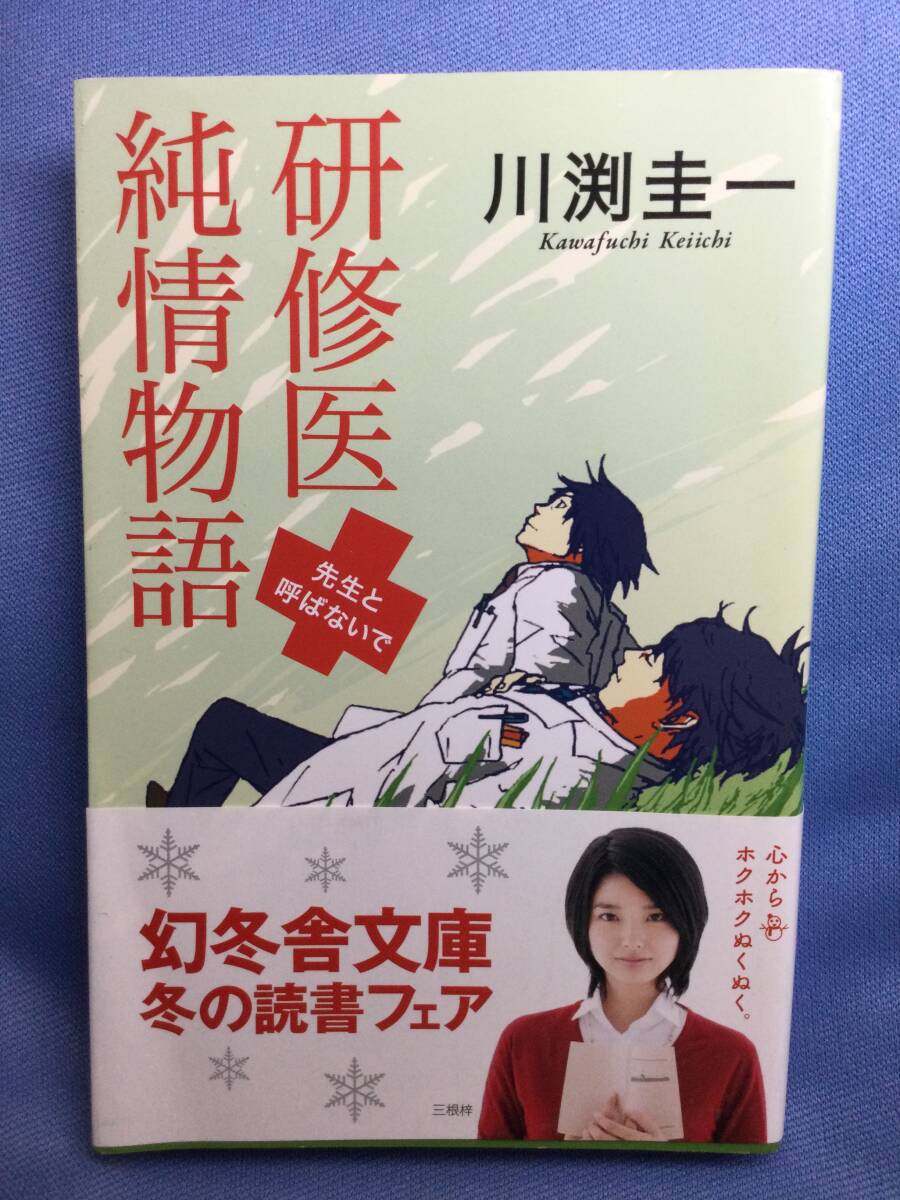 研修医
純情物語
先生と
呼ばないで
川渕圭一
Kawafuchi Keiichi
幻冬舎文庫
冬の読書フェア
心から
ホクホクぬくぬく。
三根梓